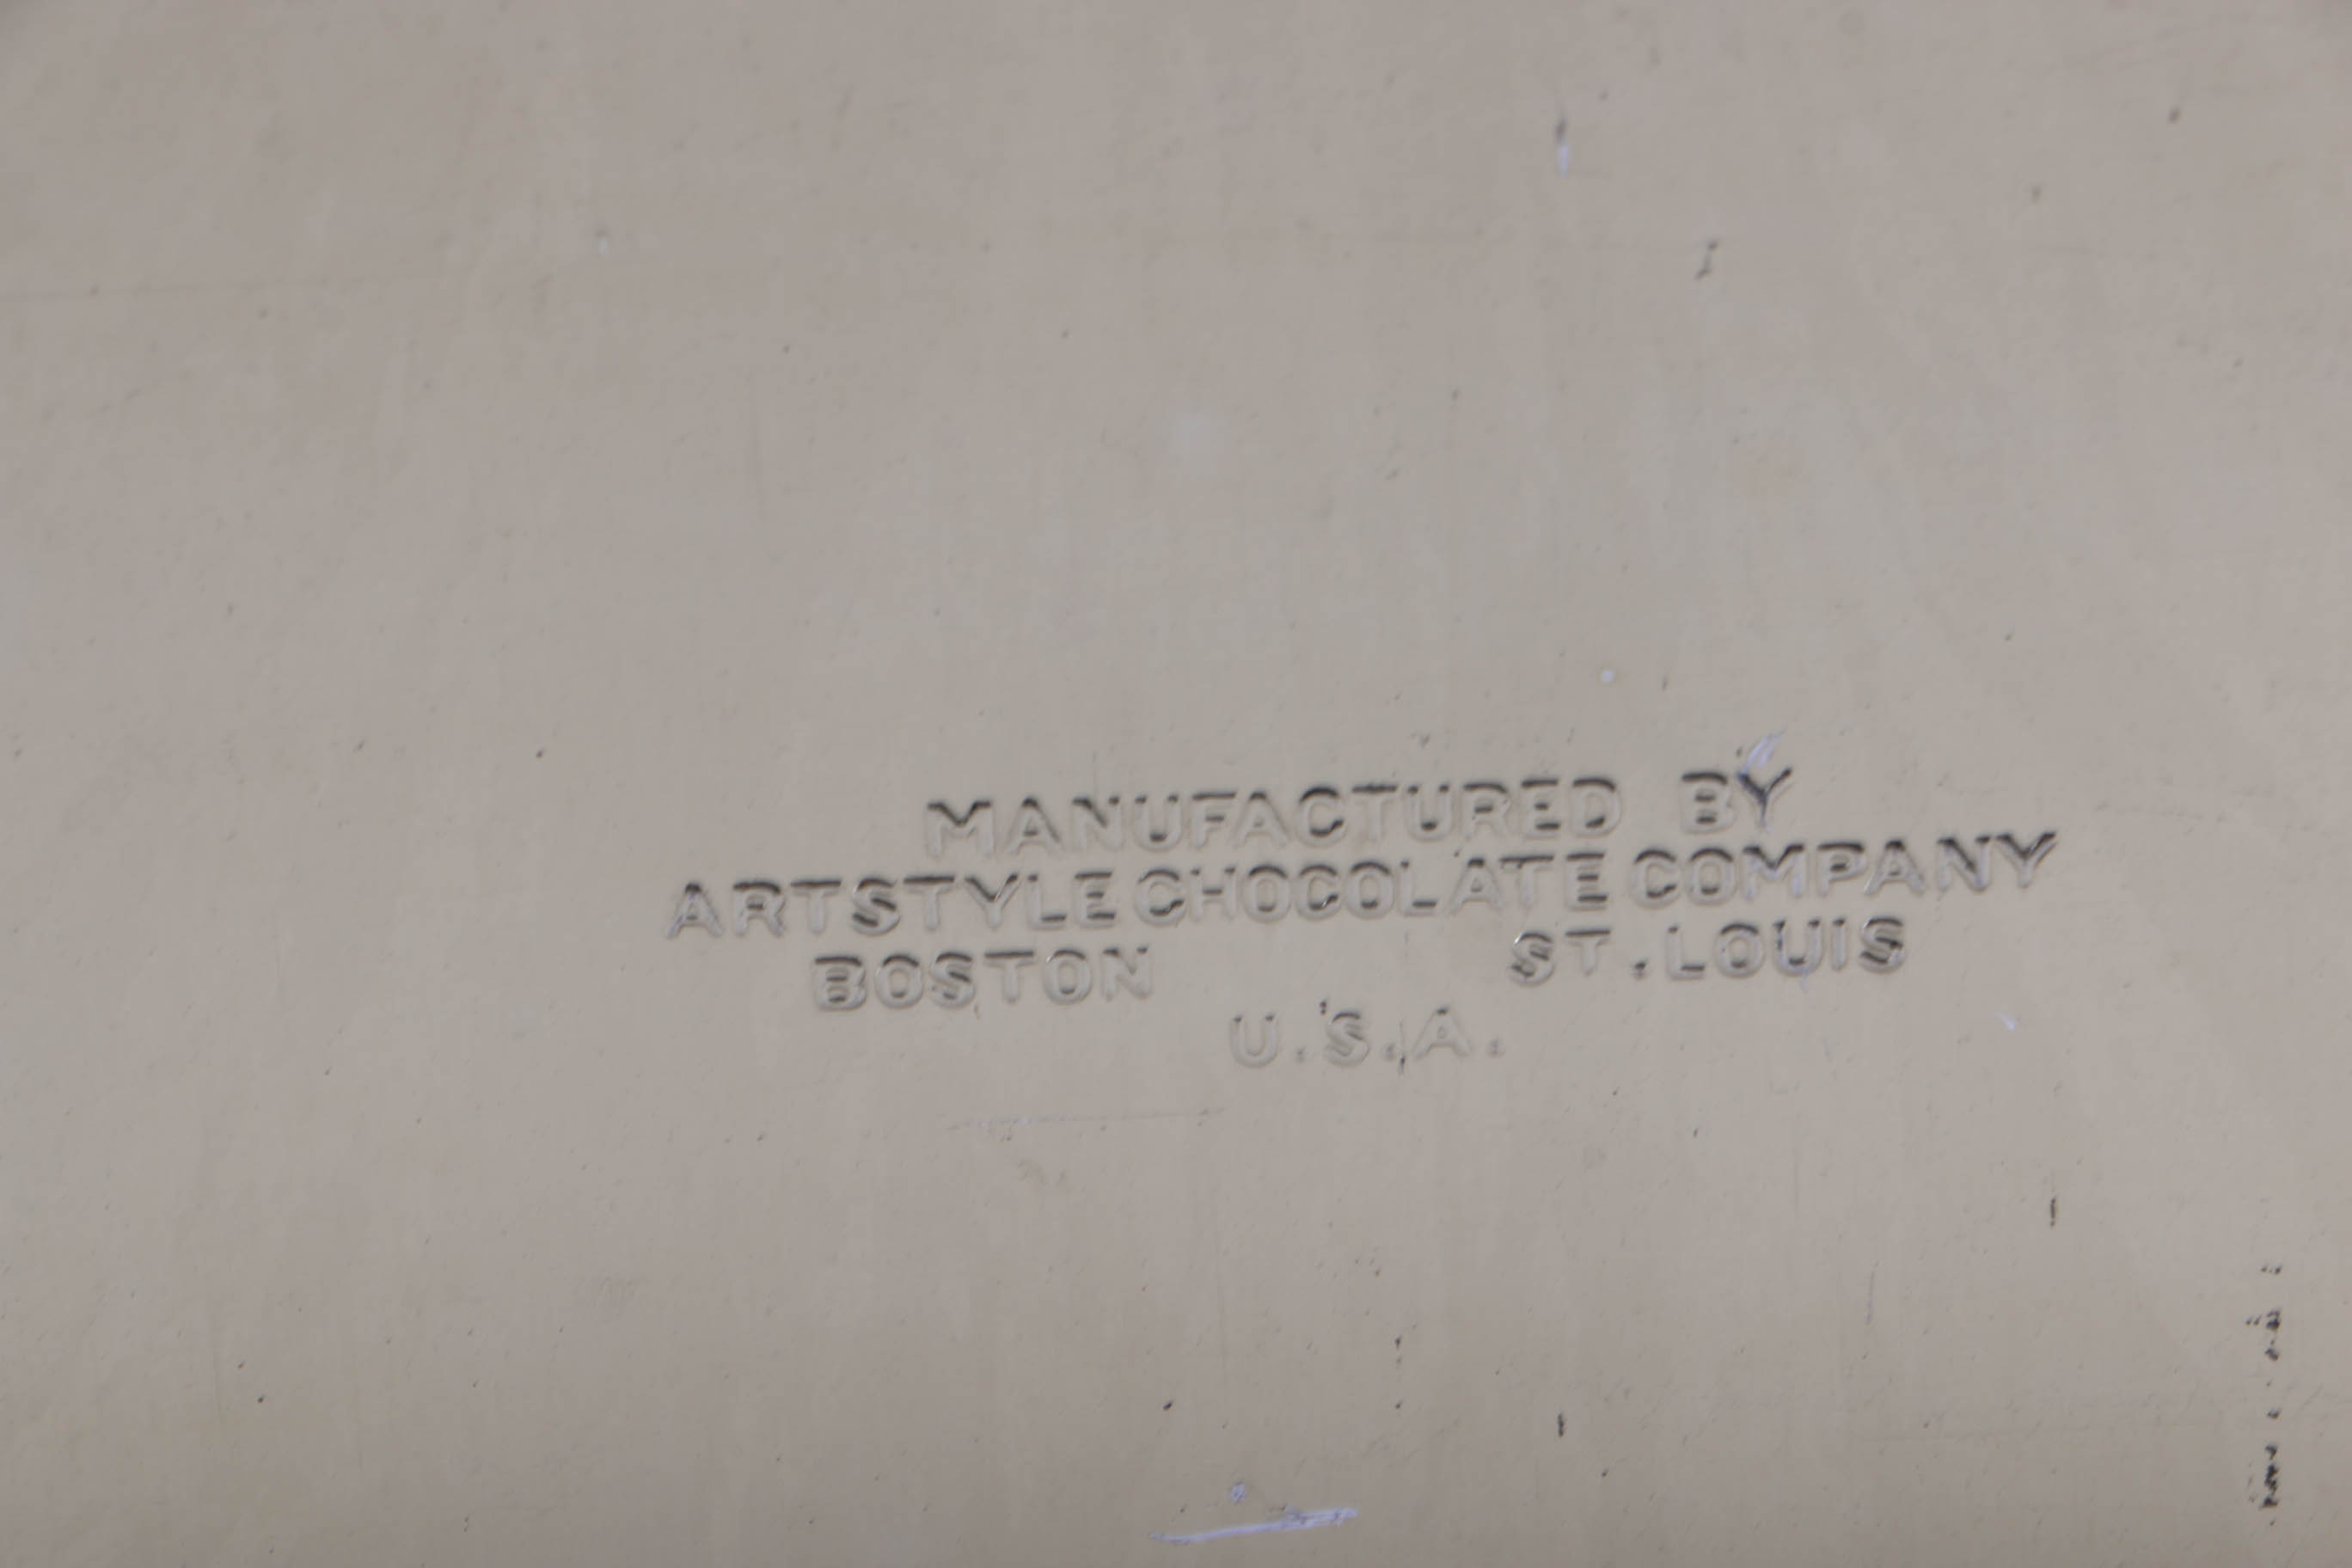 MANUFACTURED BY
ARTSTYLE CHOCOLATE COMPANY
BOSTON ST. LOUIS
U.S.A.